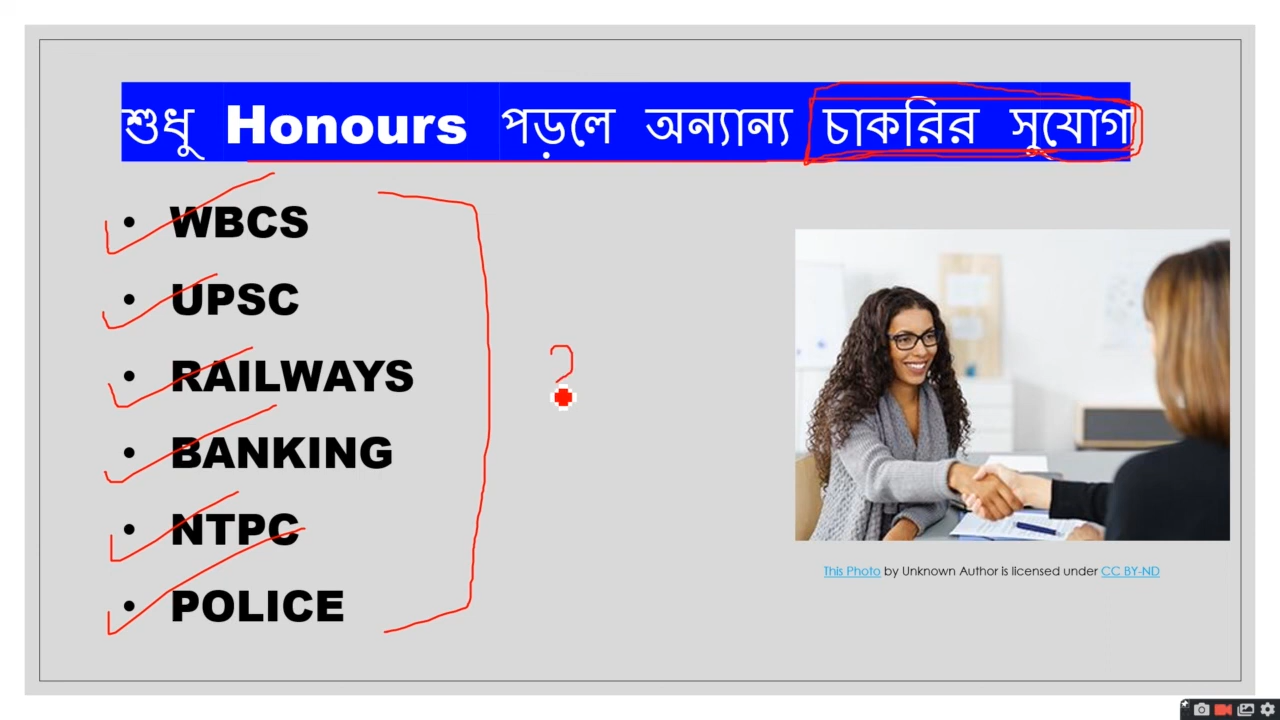 শুধু Honours পড়লে অন্যান্য চাকরির সুযোগ
• WBCS
• UPSC
• RAILWAYS
• BANKING
• NTPC
• POLICE
?
This Photo by Unknown Author is licensed under CC BY-ND